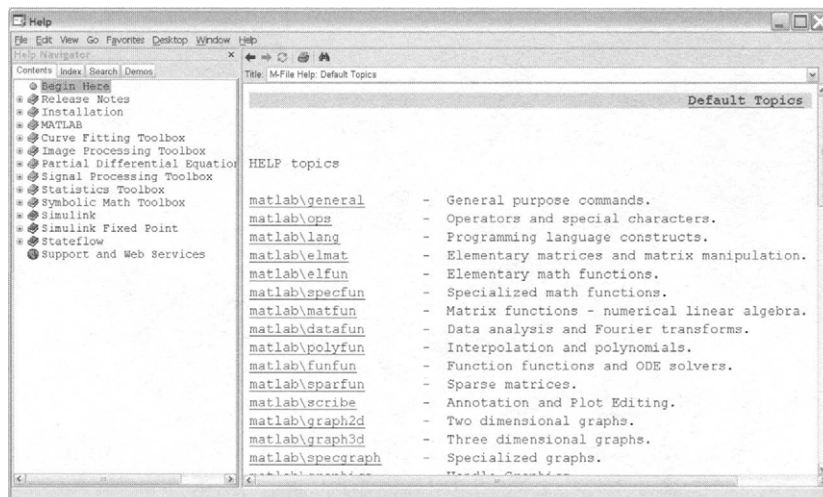 Help
File Edit View Go Favorites Desktop Window Help
Help Navigator
Contents Index Search Demos
Title: M-File Help: Default Topics
Begin Here
Release Notes
Installation
MATLAB
Curve Fitting Toolbox
Image Processing Toolbox
Partial Differential Equation
Signal Processing Toolbox
Statistics Toolbox
Symbolic Math Toolbox
Simulink
Simulink Fixed Point
Stateflow
Support and Web Services
Default Topics
HELP topics
matlab\general - General purpose commands.
matlab\ops - Operators and special characters.
matlab\lang - Programming language constructs.
matlab\elmat - Elementary matrices and matrix manipulation.
matlab\elfun - Elementary math functions.
matlab\specfun - Specialized math functions.
matlab\matfun - Matrix functions - numerical linear algebra.
matlab\datafun - Data analysis and Fourier transforms.
matlab\polyfun - Interpolation and polynomials.
matlab\funfun - Function functions and ODE solvers.
matlab\sparfun - Sparse matrices.
matlab\scribe - Annotation and Plot Editing.
matlab\graph2d - Two dimensional graphs.
matlab\graph3d - Three dimensional graphs.
matlab\specgraph - Specialized graphs.